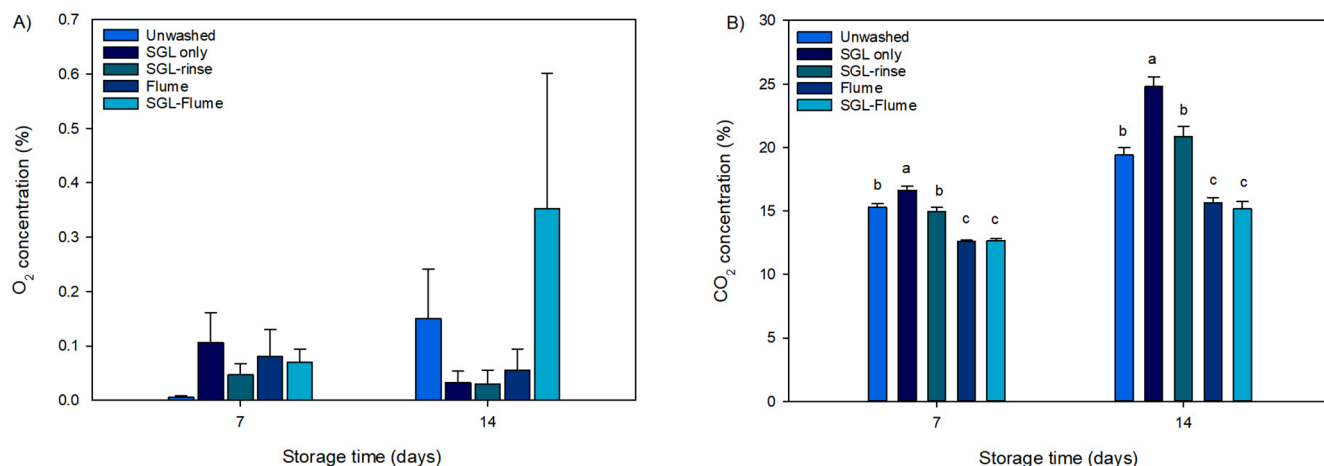 A)
Unwashed
SGL only
SGL-rinse
Flume
SGL-Flume
O2 concentration (%)
0.7
0.6
0.5
0.4
0.3
0.2
0.1
0.0
7 14
Storage time (days)
B)
Unwashed
SGL only
SGL-rinse
Flume
SGL-Flume
CO2 concentration (%)
30
25
20
15
10
5
0
b a b c c
b a b c c
7 14
Storage time (days)